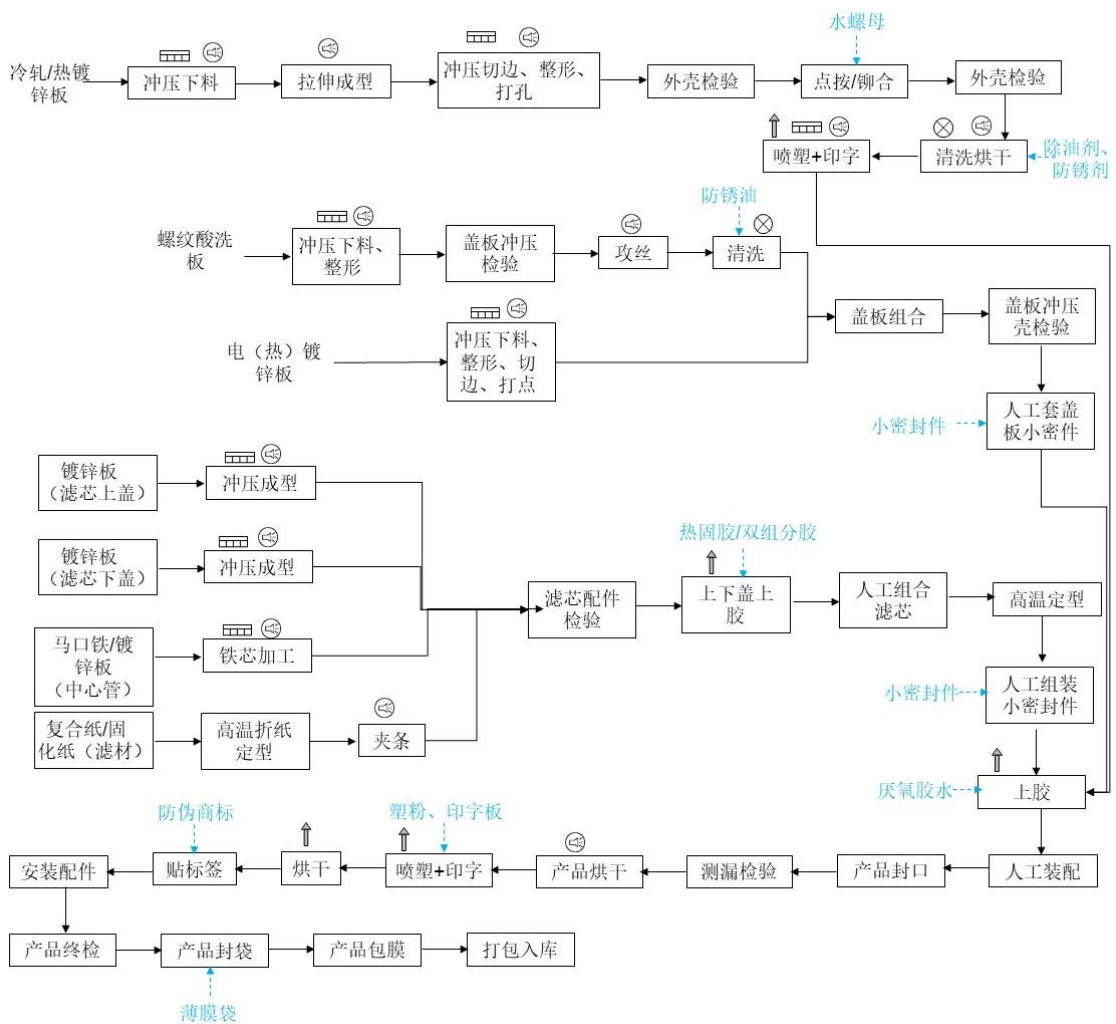 水螺母
冷轧/热镀
锌板
冲压下料
拉伸成型
冲压切边、整形、
打孔
外壳检验
点按/铆合
外壳检验
喷塑+印字
清洗烘干
除油剂、
防锈剂
防锈油
螺纹酸洗
板
冲压下料、
整形
盖板冲压
检验
攻丝
清洗
盖板组合
盖板冲压
壳检验
电（热）镀
锌板
冲压下料、
整形、切
边、打点
小密封件
人工套盖
板小密件
镀锌板
（滤芯上盖）
冲压成型
镀锌板
（滤芯下盖）
冲压成型
热固胶/双组分胶
滤芯配件
检验
上下盖上
胶
人工组合
滤芯
高温定型
马口铁/镀
锌板
（中心管）
铁芯加工
小密封件
人工组装
小密封件
复合纸/固
化纸（滤材）
高温折纸
定型
夹条
厌氧胶水
上胶
防伪商标
塑粉、印字板
安装配件
贴标签
烘干
喷塑+印字
产品烘干
测漏检验
产品封口
人工装配
产品终检
产品封袋
产品包膜
打包入库
薄膜袋